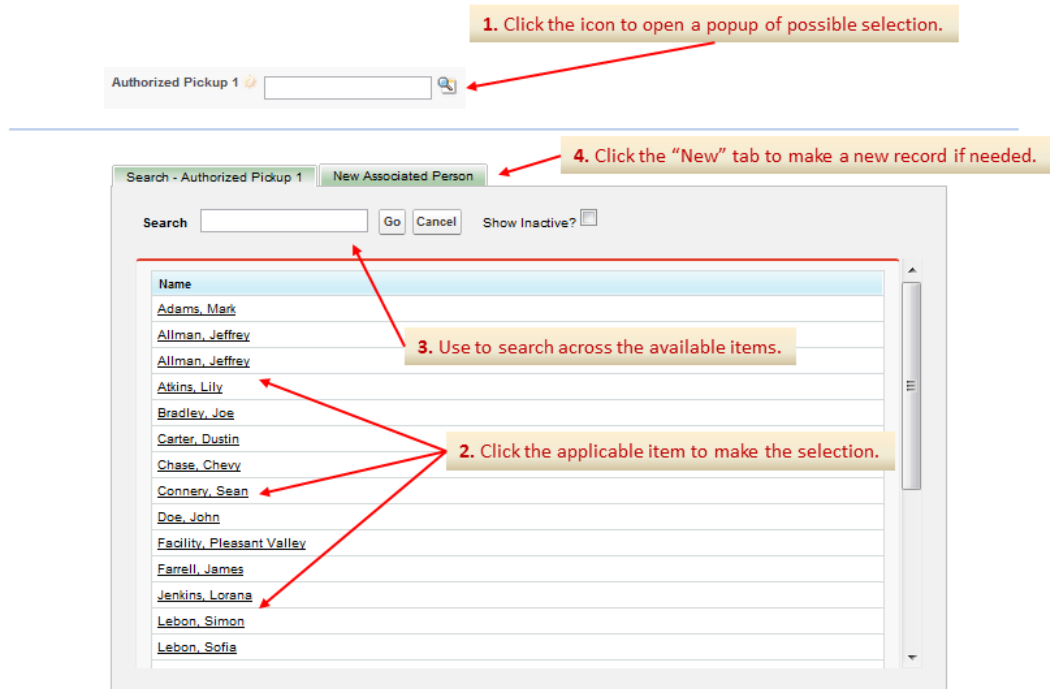 1. Click the icon to open a popup of possible selection.
Authorized Pickup 1
4. Click the “New” tab to make a new record if needed.
Search - Authorized Pickup 1
New Associated Person
Search
Go
Cancel
Show Inactive?
Name
Adams, Mark
Allman, Jeffrey
3. Use to search across the available items.
Allman, Jeffrey
Atkins, Lily
Bradley, Joe
Carter, Dustin
2. Click the applicable item to make the selection.
Chase, Chevy
Connery, Sean
Doe, John
Facility, Pleasant Valley
Farrell, James
Jenkins, Lorana
Lebon, Simon
Lebon, Sofia